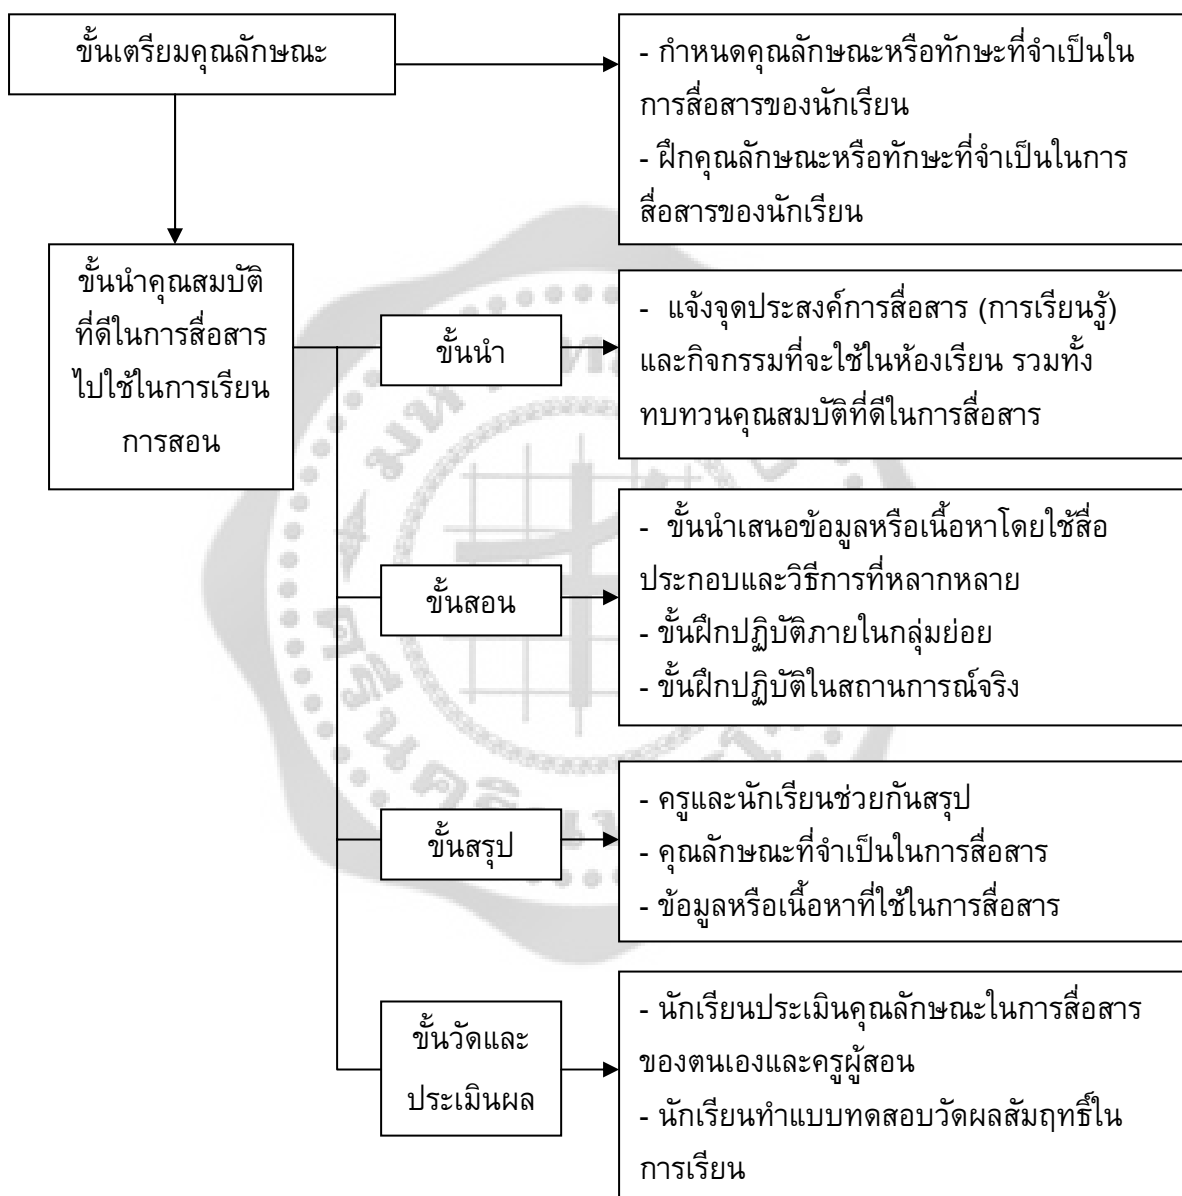 ขั้นเตรียมคุณลักษณะ
- กำหนดคุณลักษณะหรือทักษะที่จำเป็นใน
การสื่อสารของนักเรียน
- ฝึกคุณลักษณะหรือทักษะที่จำเป็นในการ
สื่อสารของนักเรียน
ขั้นนำคุณสมบัติ
ที่ดีในการสื่อสาร
ไปใช้ในการเรียน
การสอน
ขั้นนำ
- แจ้งจุดประสงค์การสื่อสาร (การเรียนรู้)
และกิจกรรมที่จะใช้ในห้องเรียน รวมทั้ง
ทบทวนคุณสมบัติที่ดีในการสื่อสาร
ขั้นสอน
- ขั้นนำเสนอข้อมูลหรือเนื้อหาโดยใช้สื่อ
ประกอบและวิธีการที่หลากหลาย
- ขั้นฝึกปฏิบัติภายในกลุ่มย่อย
- ขั้นฝึกปฏิบัติในสถานการณ์จริง
ขั้นสรุป
- ครูและนักเรียนช่วยกันสรุป
- คุณลักษณะที่จำเป็นในการสื่อสาร
- ข้อมูลหรือเนื้อหาที่ใช้ในการสื่อสาร
ขั้นวัดและ
ประเมินผล
- นักเรียนประเมินคุณลักษณะในการสื่อสาร
ของตนเองและครูผู้สอน
- นักเรียนทำแบบทดสอบวัดผลสัมฤทธิ์ใน
การเรียน